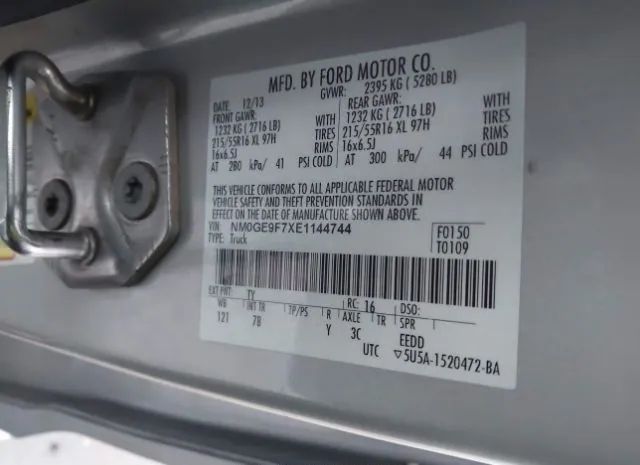 MFD. BY FORD MOTOR CO.
DATE: 12/13 GVWR: 2395 KG ( 5280 LB)
FRONT GAWR: REAR GAWR:
1232 KG (2716 LB) WITH 1232 KG ( 2716 LB) WITH
215/55R16 XL 97H TIRES 215/55R16 XL 97H TIRES
16x6.5J RIMS 16x6.5J RIMS
AT 280 kPa/ 41 PSI COLD AT 300 kPa/ 44 PSI COLD
THIS VEHICLE CONFORMS TO ALL APPLICABLE FEDERAL MOTOR
VEHICLE SAFETY AND THEFT PREVENTION STANDARDS IN
EFFECT ON THE DATE OF MANUFACTURE SHOWN ABOVE.
VIN: NM0GE9F7XE1144744 F0150
TYPE: Truck T0109
EXT PNT: TY RC: 16 DSO:
WB INT TR TP/PS R AXLE TR SPR
121 7B Y 3C EEDD
UTC ▽5U5A-1520472-BA